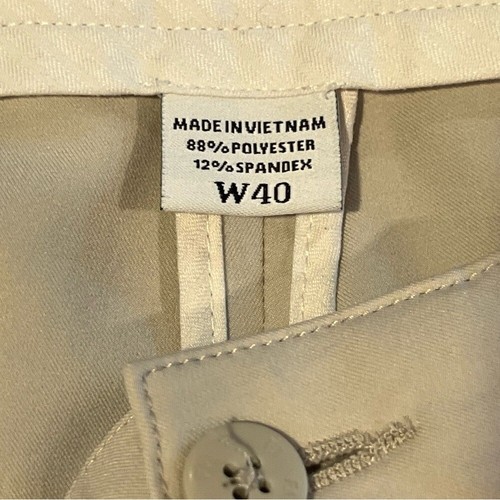 MADE IN VIETNAM
88% POLYESTER
12% SPANDEX
W40